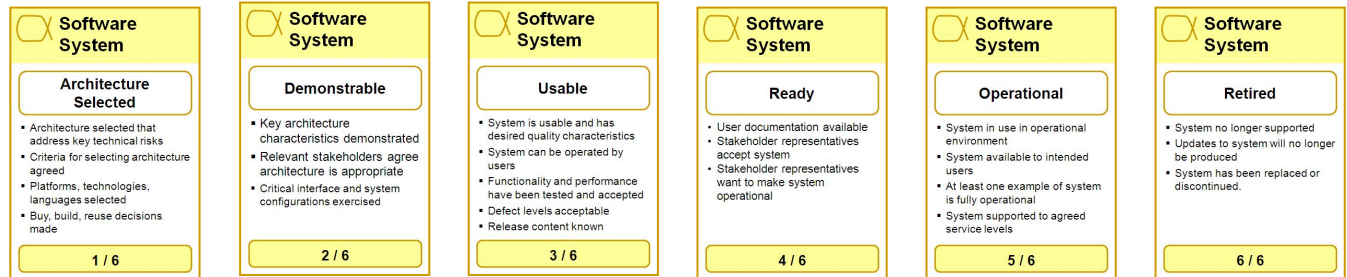 Software
System
Architecture
Selected
▪ Architecture selected that
address key technical risks
▪ Criteria for selecting architecture
agreed
▪ Platforms, technologies,
languages selected
▪ Buy, build, reuse decisions
made
1 / 6
Software
System
Demonstrable
▪ Key architecture
characteristics demonstrated
▪ Relevant stakeholders agree
architecture is appropriate
▪ Critical interface and system
configurations exercised
2 / 6
Software
System
Usable
▪ System is usable and has
desired quality characteristics
▪ System can be operated by
users
▪ Functionality and performance
have been tested and accepted
▪ Defect levels acceptable
▪ Release content known
3 / 6
Software
System
Ready
• User documentation available
• Stakeholder representatives
accept system
• Stakeholder representatives
want to make system
operational
4 / 6
Software
System
Operational
▪ System in use in operational
environment
▪ System available to intended
users
▪ At least one example of system
is fully operational
▪ System supported to agreed
service levels
5 / 6
Software
System
Retired
▪ System no longer supported
▪ Updates to system will no longer
be produced
▪ System has been replaced or
discontinued.
6 / 6